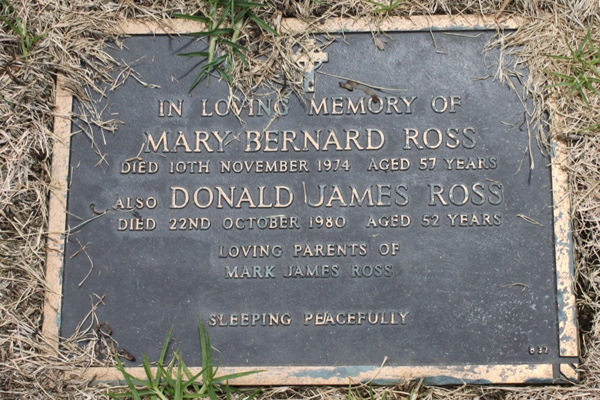 IN LOVING MEMORY OF
MARY BERNARD ROSS
DIED 10TH NOVEMBER 1974 AGED 57 YEARS
ALSO DONALD JAMES ROSS
DIED 22ND OCTOBER 1980 AGED 52 YEARS
LOVING PARENTS OF
MARK JAMES ROSS
SLEEPING PEACEFULLY